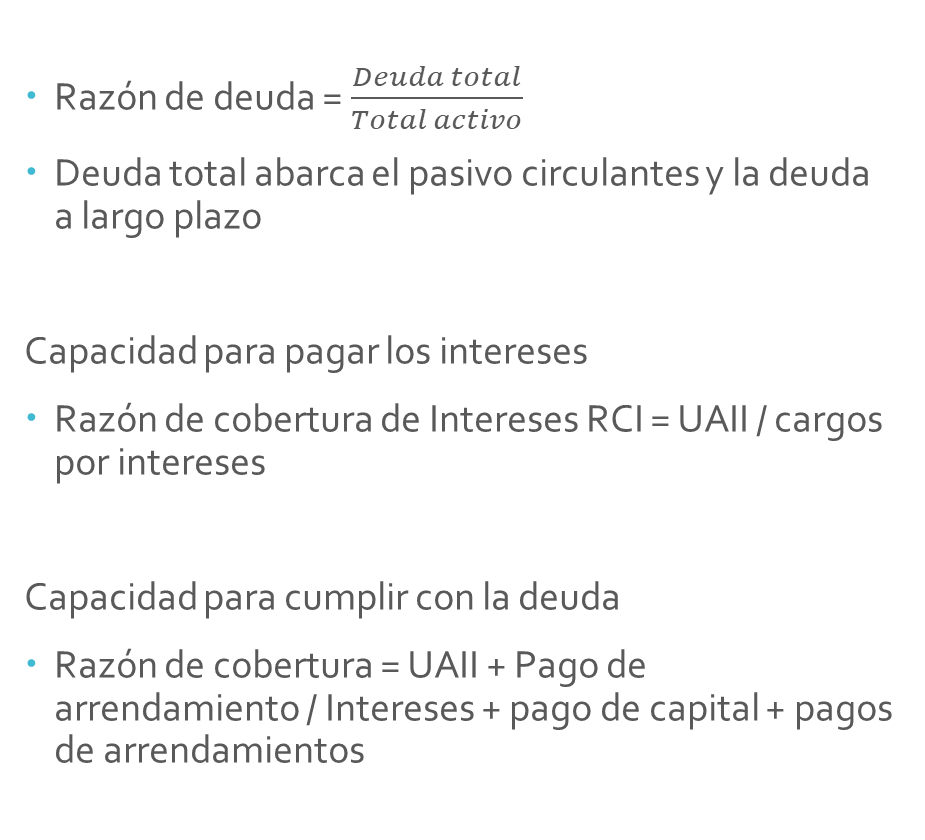 • Razón de deuda = Deuda total / Total activo
• Deuda total abarca el pasivo circulantes y la deuda
a largo plazo
Capacidad para pagar los intereses
• Razón de cobertura de Intereses RCI = UAII / cargos
por intereses
Capacidad para cumplir con la deuda
• Razón de cobertura = UAII + Pago de
arrendamiento / Intereses + pago de capital + pagos
de arrendamientos